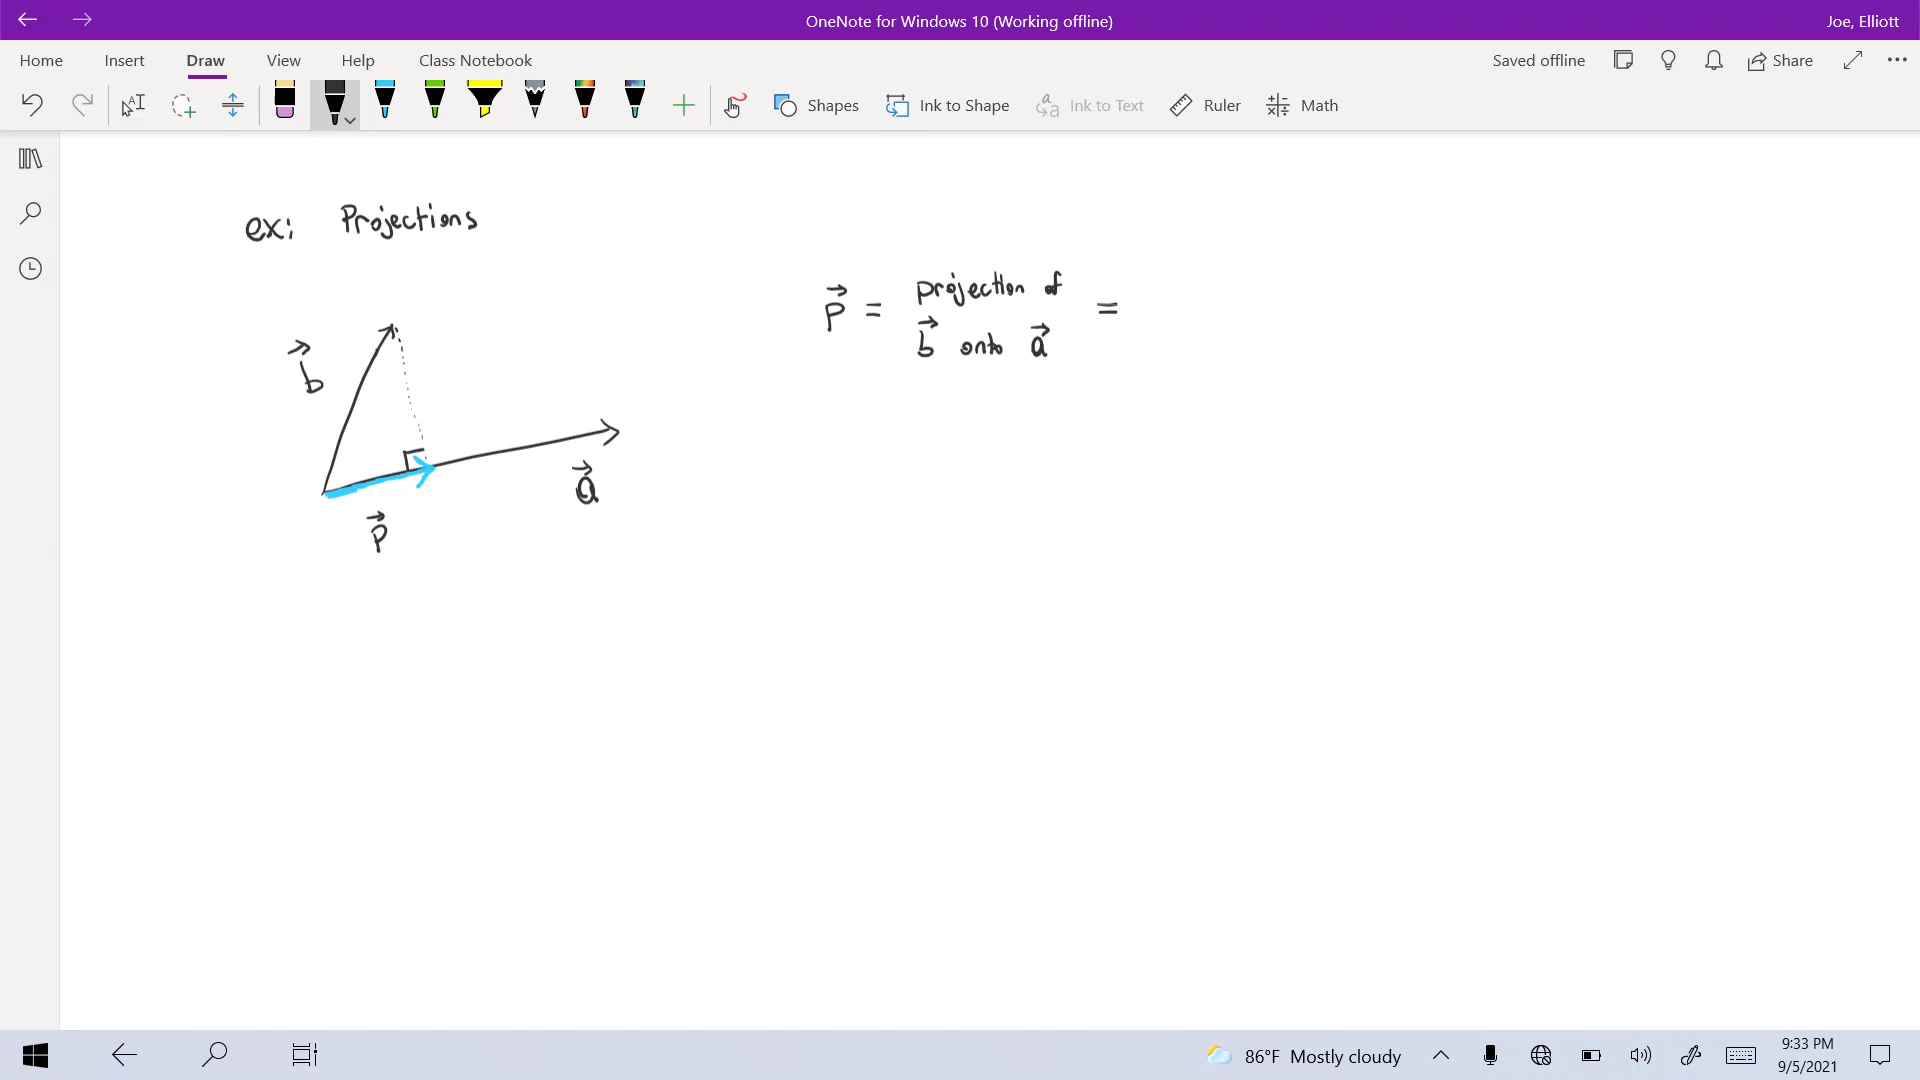 OneNote for Windows 10 (Working offline)
Joe, Elliott
Home Insert Draw View Help Class Notebook
Saved offline Share
Shapes Ink to Shape Ink to Text Ruler Math
ex: Projections
p = projection of
b onto a =
b
a
p
86°F Mostly cloudy
9:33 PM
9/5/2021